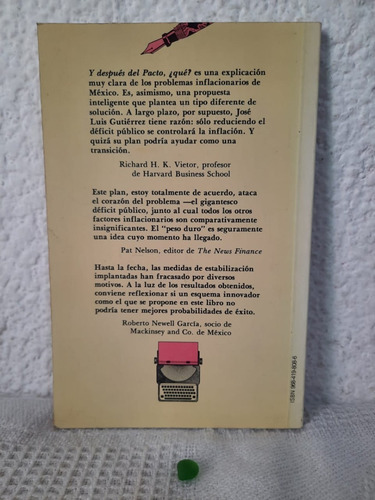 Y después del Pacto, ¿qué? es una explicación
muy clara de los problemas inflacionarios de
México. Es, asimismo, una propuesta
inteligente que plantea un tipo diferente de
solución. A largo plazo, por supuesto, José
Luis Gutiérrez tiene razón: sólo reduciendo el
déficit público se controlará la inflación. Y
quizá su plan podría ayudar como una
transición.
Richard H. K. Vietor, profesor
de Harvard Business School
Este plan, estoy totalmente de acuerdo, ataca
el corazón del problema —el gigantesco
déficit público, junto al cual todos los otros
factores inflacionarios son comparativamente
insignificantes. El "peso duro" es seguramente
una idea cuyo momento ha llegado.
Pat Nelson, editor de The News Finance
Hasta la fecha, las medidas de estabilización
implantadas han fracasado por diversos
motivos. A la luz de los resultados obtenidos,
conviene reflexionar si un esquema innovador
como el que se propone en este libro no
podría tener mejores probabilidades de éxito.
Roberto Newell García, socio de
Mackinsey and Co. de México
ISBN 968-419-808-6